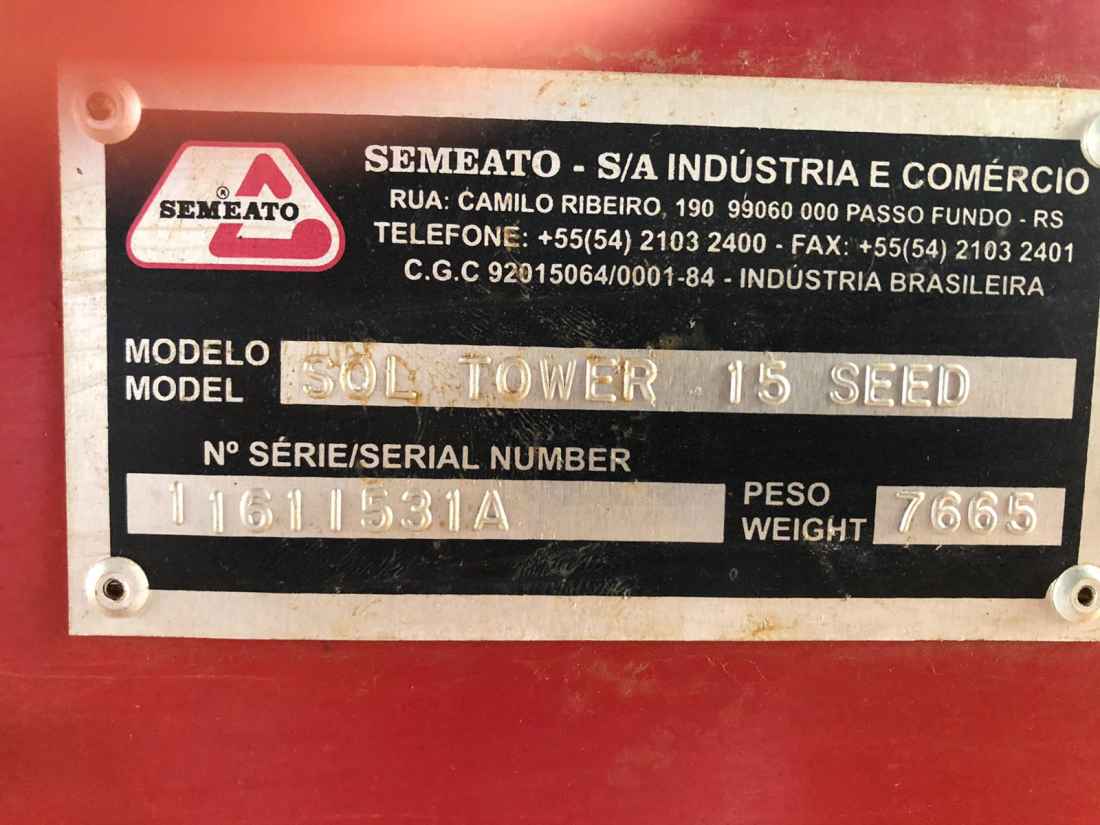 ® SEMEATO
SEMEATO - S/A INDÚSTRIA E COMÉRCIO
RUA: CAMILO RIBEIRO, 190 99060 000 PASSO FUNDO - RS
TELEFONE: +55(54) 2103 2400 - FAX: +55(54) 2103 2401
C.G.C 92015064/0001-84 - INDÚSTRIA BRASILEIRA
MODELO
MODEL
SOL TOWER 15 SEED
Nº SÉRIE/SERIAL NUMBER
11611531A
PESO
WEIGHT
7665